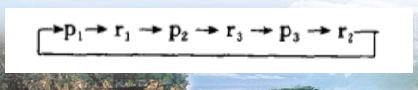 p₁ → r₁ → p₂ → r₃ → p₃ → r₂